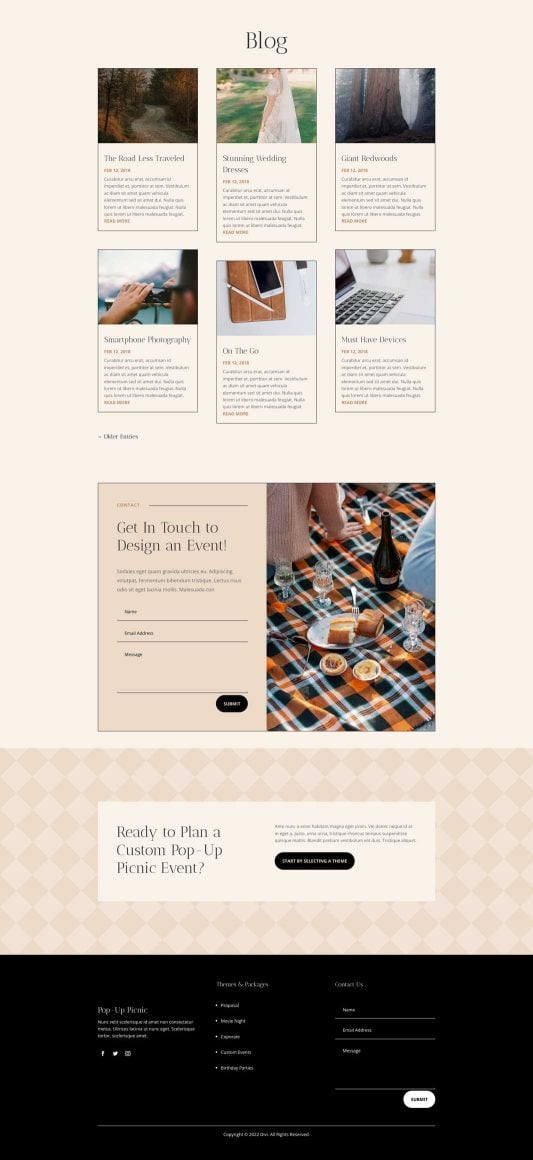 Blog
The Road Less Traveled
FEB 12, 2018
Curabitur arcu erat, accumsan id
imperdiet et, porttitor at sem. Vestibulum
ac diam sit amet quam vehicula
elementum sed sit amet dui. Nulla quis
lorem ut libero malesuada feugiat. Nulla
quis lorem ut libero malesuada feugiat.
READ MORE
Stunning Wedding
Dresses
FEB 12, 2018
Curabitur arcu erat, accumsan id
imperdiet et, porttitor at sem. Vestibulum
ac diam sit amet quam vehicula
elementum sed sit amet dui. Nulla quis
lorem ut libero malesuada feugiat. Nulla
quis lorem ut libero malesuada feugiat.
READ MORE
Giant Redwoods
FEB 12, 2018
Curabitur arcu erat, accumsan id
imperdiet et, porttitor at sem. Vestibulum
ac diam sit amet quam vehicula
elementum sed sit amet dui. Nulla quis
lorem ut libero malesuada feugiat. Nulla
quis lorem ut libero malesuada feugiat.
READ MORE
Smartphone Photography
FEB 12, 2018
Curabitur arcu erat, accumsan id
imperdiet et, porttitor at sem. Vestibulum
ac diam sit amet quam vehicula
elementum sed sit amet dui. Nulla quis
lorem ut libero malesuada feugiat. Nulla
quis lorem ut libero malesuada feugiat.
READ MORE
On The Go
FEB 12, 2018
Curabitur arcu erat, accumsan id
imperdiet et, porttitor at sem. Vestibulum
ac diam sit amet quam vehicula
elementum sed sit amet dui. Nulla quis
lorem ut libero malesuada feugiat. Nulla
quis lorem ut libero malesuada feugiat.
READ MORE
Must Have Devices
FEB 12, 2018
Curabitur arcu erat, accumsan id
imperdiet et, porttitor at sem. Vestibulum
ac diam sit amet quam vehicula
elementum sed sit amet dui. Nulla quis
lorem ut libero malesuada feugiat. Nulla
quis lorem ut libero malesuada feugiat.
READ MORE
« Older Entries
CONTACT
Get In Touch to
Design an Event!
Sodales eget quam gravida ultricies eu. Adipiscing
volutpat, fermentum bibendum tristique. Lectus risus
odio sit eget lacinia mollis. Malesuada con
Name
Email Address
Message
SUBMIT
Ready to Plan a
Custom Pop-Up
Picnic Event?
Ante nunc a enim habitant magna eget proin. Vel donec neque id at
in eget a. Justo, urna urna, tristique rhoncus tempus suspendisse
quisque mattis. Blandit pretium vestibulum elit duis. Tristique aliquet
START BY SELECTING A THEME
Pop-Up Picnic
Nunc velit scelerisque id amet non consectetur
metus. Ultrices lacinia ut nunc eget. Scelerisque
tortor, scelerisque amet.
Themes & Packages
Proposal
Movie Night
Coporate
Custom Events
Birthday Parties
Contact Us
Name
Email Address
Message
SUBMIT
Copyright © 2022 Divi. All Rights Reserved.